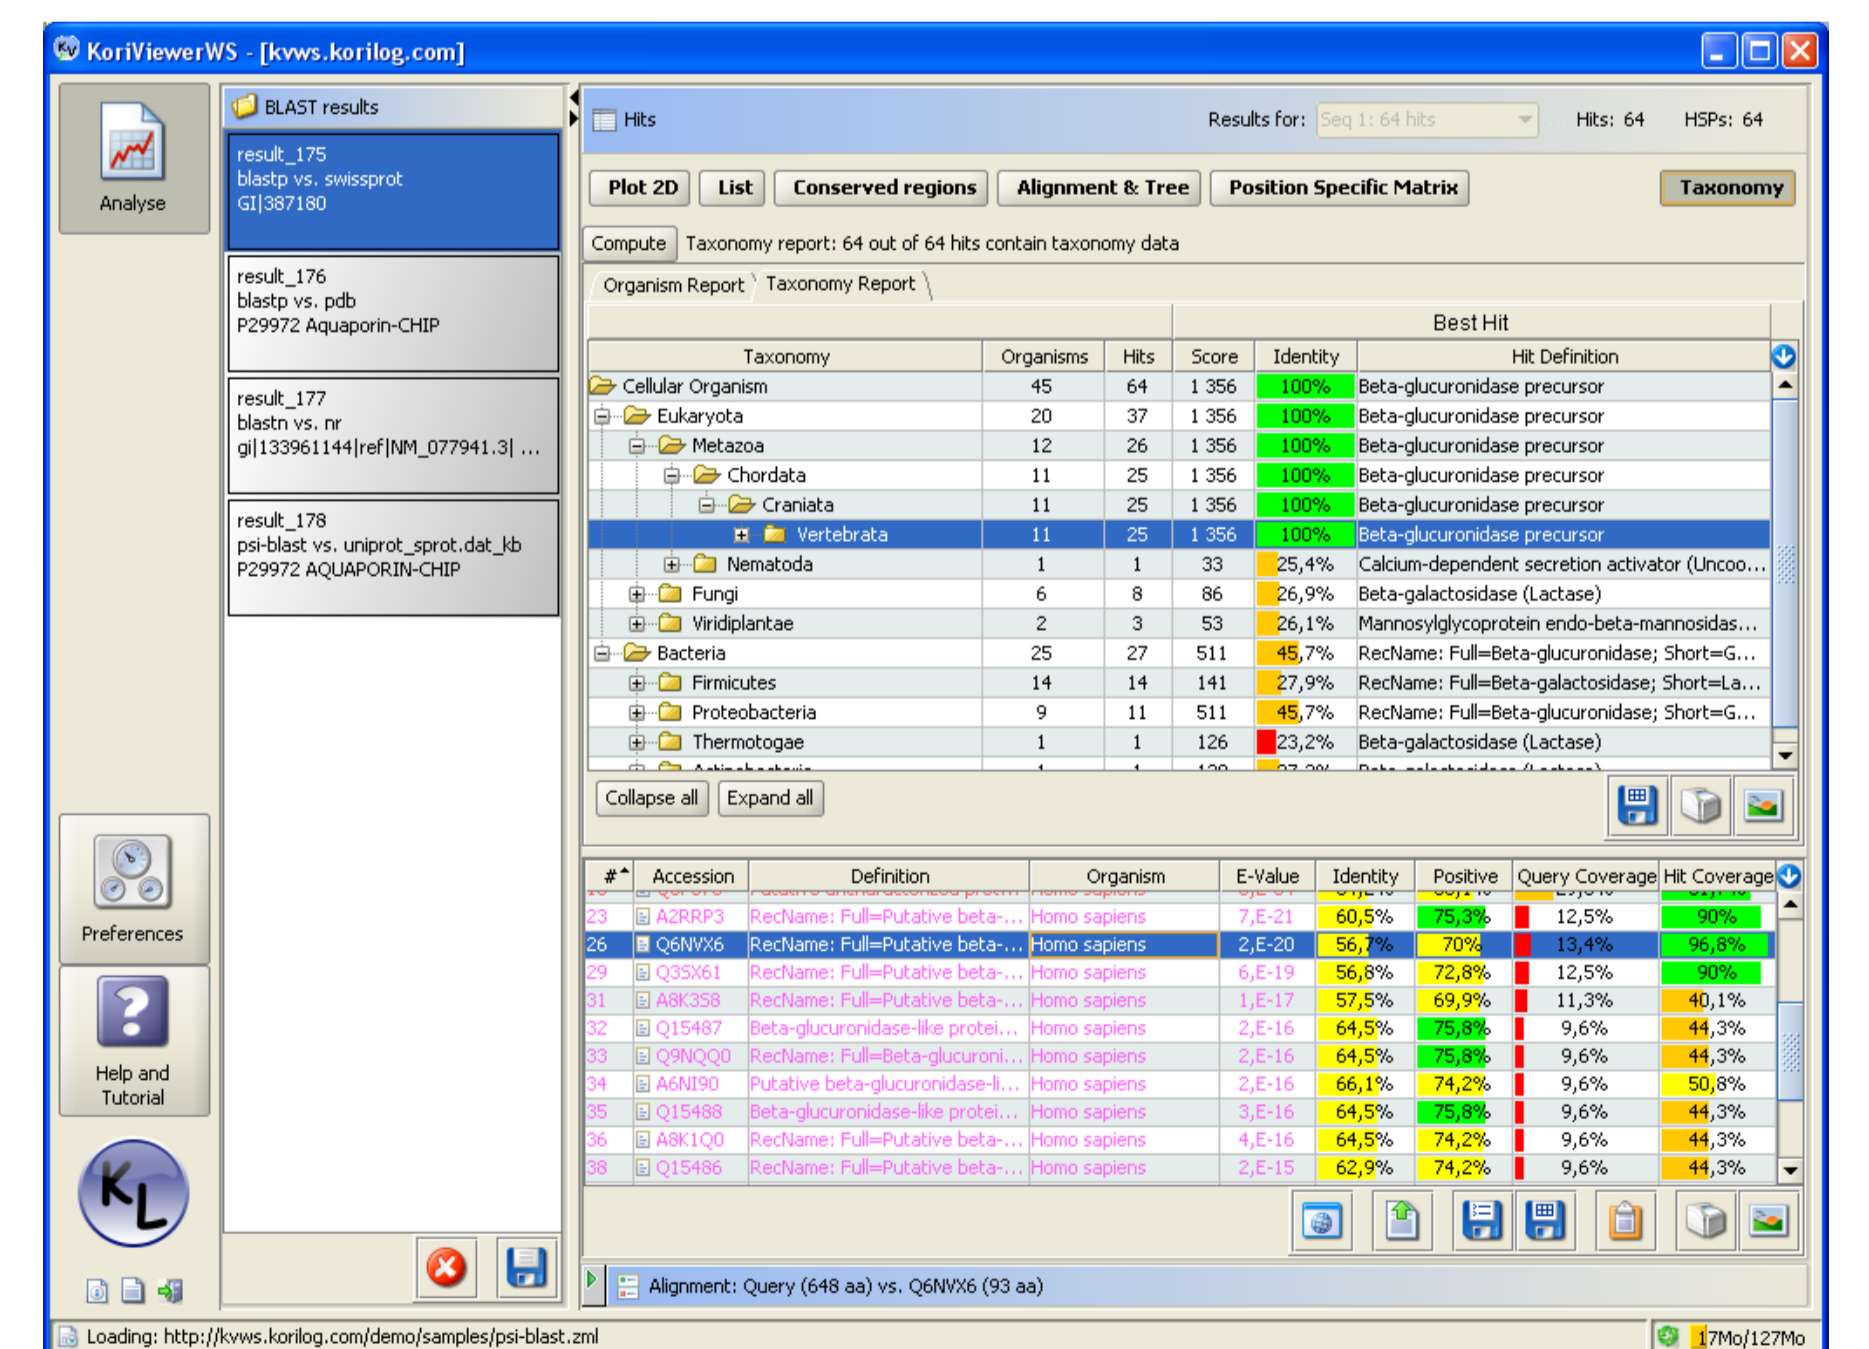 KoriViewerWS - [kvws.korilog.com]
Analyse
BLAST results
result_175
blastp vs. swissprot
GI|387180
result_176
blastp vs. pdb
P29972 Aquaporin-CHIP
result_177
blastn vs. nr
gi|133961144|ref|NM_077941.3| ...
result_178
psi-blast vs. uniprot_sprot.dat_kb
P29972 AQUAPORIN-CHIP
Preferences
Help and
Tutorial
KL
Hits Results for: Seq 1: 64 hits Hits: 64 HSPs: 64
Plot 2D List Conserved regions Alignment & Tree Position Specific Matrix Taxonomy
Compute Taxonomy report: 64 out of 64 hits contain taxonomy data
Organism Report Taxonomy Report
Best Hit
Taxonomy Organisms Hits Score Identity Hit Definition
Cellular Organism 45 64 1 356 100% Beta-glucuronidase precursor
Eukaryota 20 37 1 356 100% Beta-glucuronidase precursor
Metazoa 12 26 1 356 100% Beta-glucuronidase precursor
Chordata 11 25 1 356 100% Beta-glucuronidase precursor
Craniata 11 25 1 356 100% Beta-glucuronidase precursor
Vertebrata 11 25 1 356 100% Beta-glucuronidase precursor
Nematoda 1 1 33 25,4% Calcium-dependent secretion activator (Uncoo...
Fungi 6 8 86 26,9% Beta-galactosidase (Lactase)
Viridiplantae 2 3 53 26,1% Mannosylglycoprotein endo-beta-mannosidas...
Bacteria 25 27 511 45,7% RecName: Full=Beta-glucuronidase; Short=G...
Firmicutes 14 14 141 27,9% RecName: Full=Beta-galactosidase; Short=La...
Proteobacteria 9 11 511 45,7% RecName: Full=Beta-glucuronidase; Short=G...
Thermotogae 1 1 126 23,2% Beta-galactosidase (Lactase)
Collapse all Expand all
# Accession Definition Organism E-Value Identity Positive Query Coverage Hit Coverage
23 A2RRP3 RecName: Full=Putative beta-... Homo sapiens 7,E-21 60,5% 75,3% 12,5% 90%
26 Q6NVX6 RecName: Full=Putative beta-... Homo sapiens 2,E-20 56,7% 70% 13,4% 96,8%
29 Q3SX61 RecName: Full=Putative beta-... Homo sapiens 6,E-19 56,8% 72,8% 12,5% 90%
31 A8K3S8 RecName: Full=Putative beta-... Homo sapiens 1,E-17 57,5% 69,9% 11,3% 40,1%
32 Q15487 Beta-glucuronidase-like protei... Homo sapiens 2,E-16 64,5% 75,8% 9,6% 44,3%
33 Q9NQQ0 RecName: Full=Beta-glucuroni... Homo sapiens 2,E-16 64,5% 75,8% 9,6% 44,3%
34 A6NI90 Putative beta-glucuronidase-li... Homo sapiens 2,E-16 66,1% 74,2% 9,6% 50,8%
35 Q15488 Beta-glucuronidase-like protei... Homo sapiens 3,E-16 64,5% 75,8% 9,6% 44,3%
36 A8K1Q0 RecName: Full=Putative beta-... Homo sapiens 4,E-16 64,5% 74,2% 9,6% 44,3%
38 Q15486 RecName: Full=Putative beta-... Homo sapiens 2,E-15 62,9% 74,2% 9,6% 44,3%
Alignment: Query (648 aa) vs. Q6NVX6 (93 aa)
Loading: http://kvws.korilog.com/demo/samples/psi-blast.zml 17Mo/127Mo